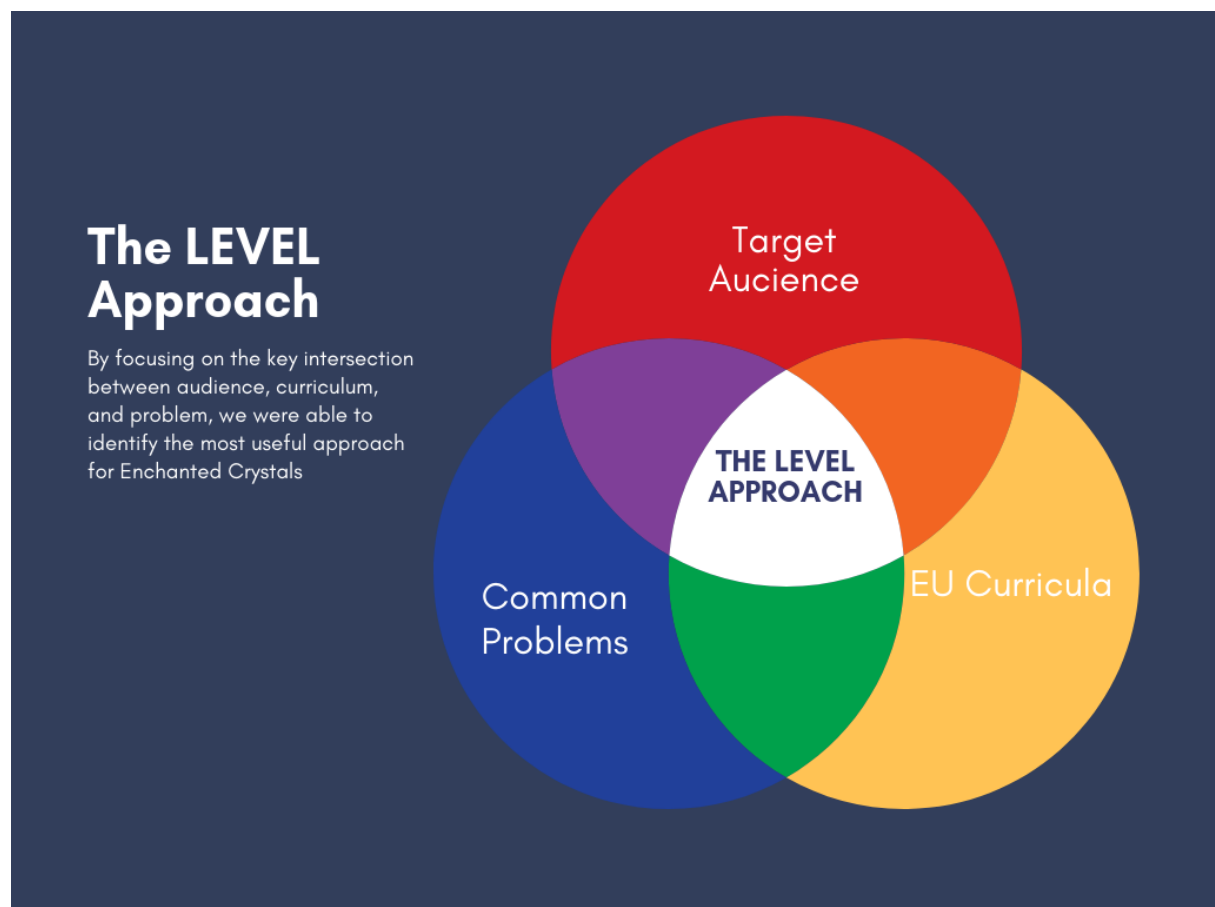 The LEVEL
Approach
By focusing on the key intersection
between audience, curriculum,
and problem, we were able to
identify the most useful approach
for Enchanted Crystals
Target
Aucience
THE LEVEL
APPROACH
Common
Problems
EU Curricula